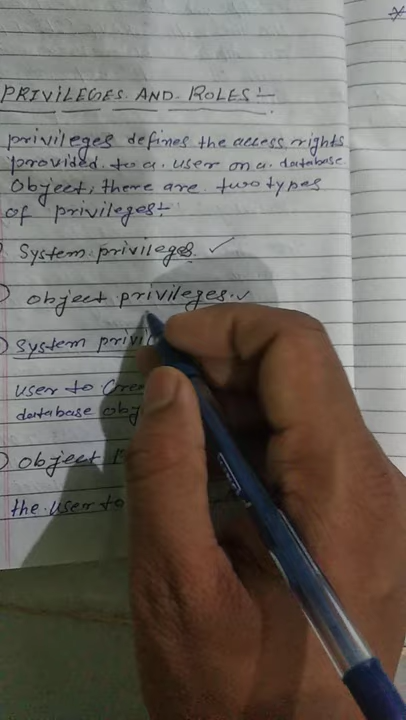 PRIVILEGES AND ROLES:-
privileges defines the access rights
provided to a user on a database
object, there are two types
of privileges:-
System privileges. ✓
object privileges. ✓
System privi
user to
database obj
object
the user to